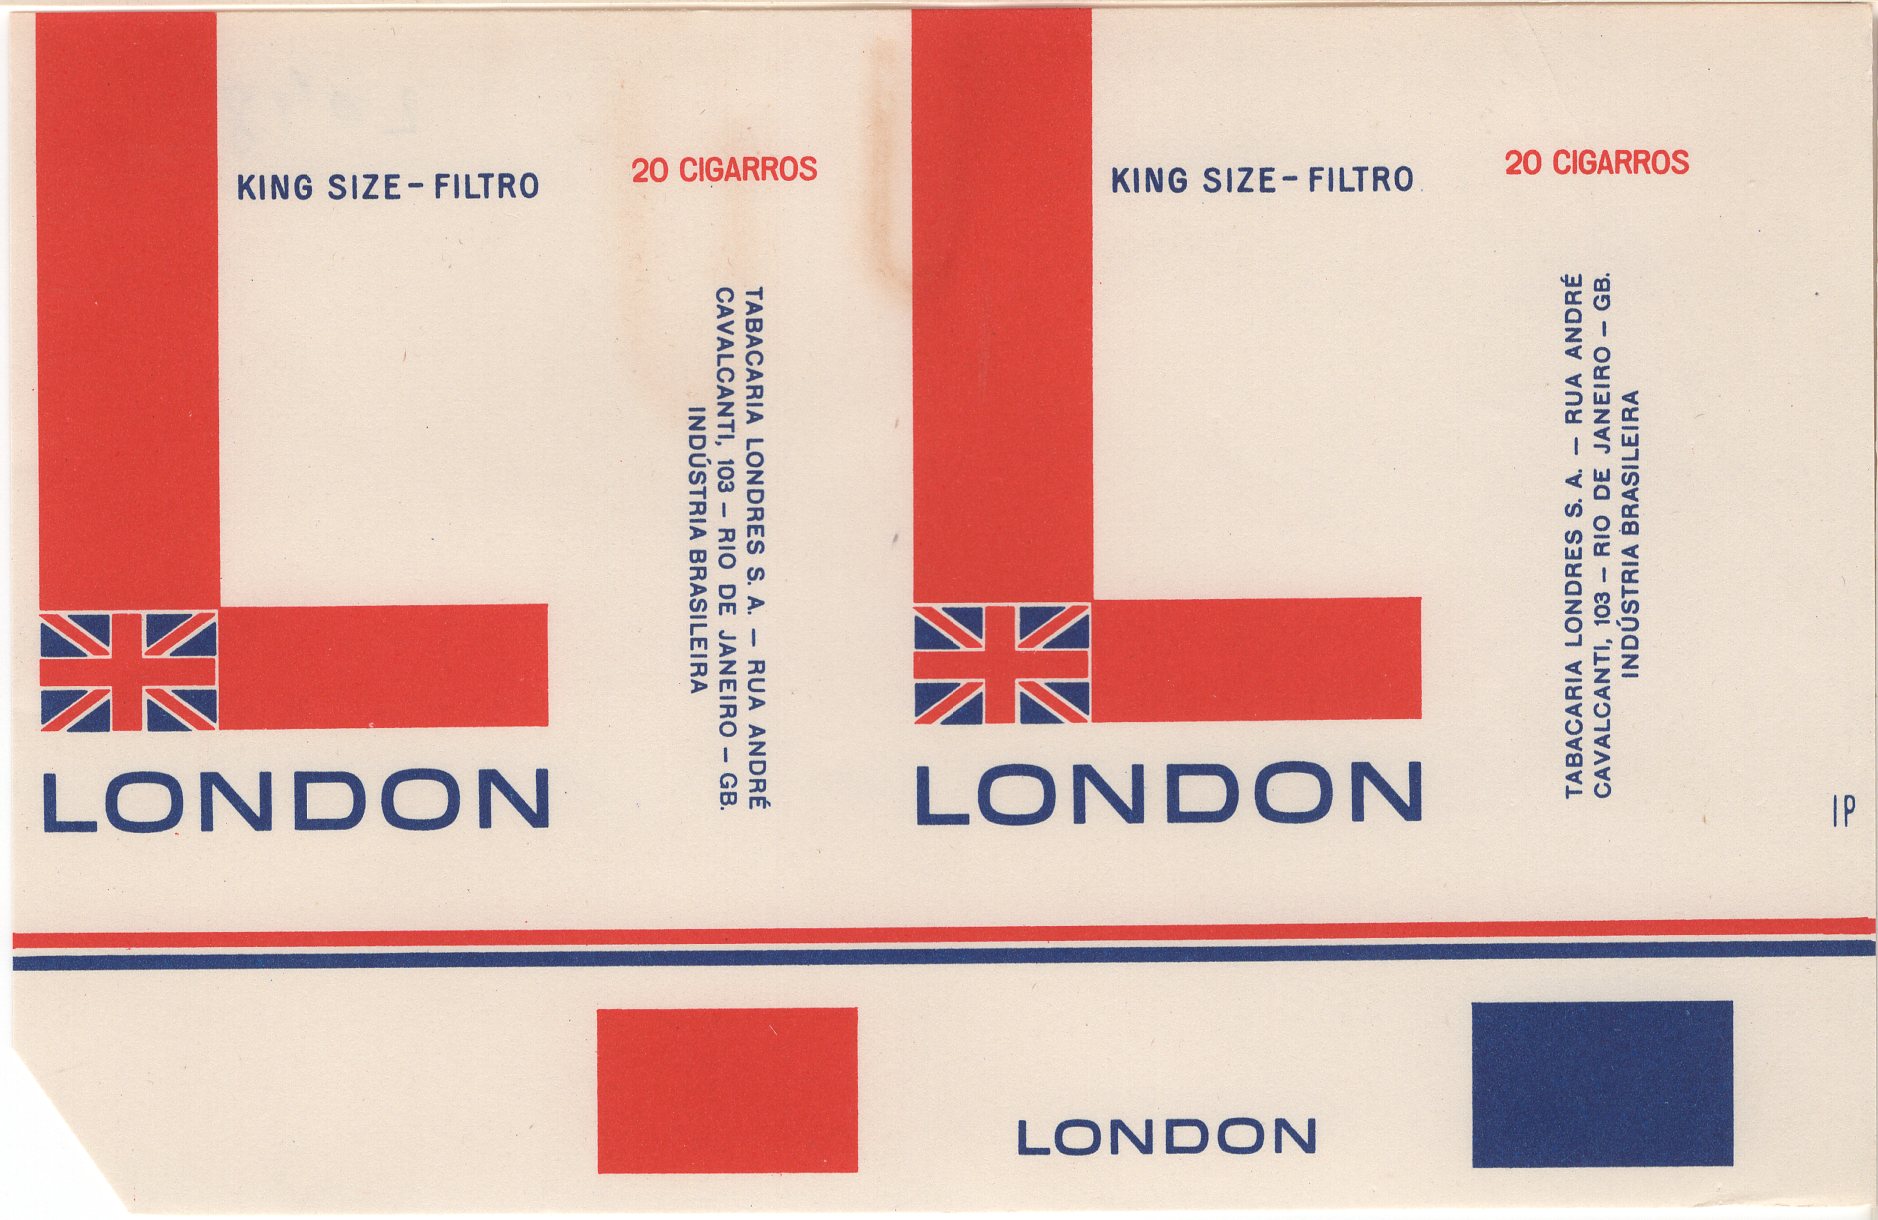 KING SIZE - FILTRO
20 CIGARROS
TABACARIA LONDRES S. A. - RUA ANDRÉ
CAVALCANTI, 103 - RIO DE JANEIRO - GB.
INDÚSTRIA BRASILEIRA
LONDON
KING SIZE - FILTRO
20 CIGARROS
TABACARIA LONDRES S. A. - RUA ANDRÉ
CAVALCANTI, 103 - RIO DE JANEIRO - GB.
INDÚSTRIA BRASILEIRA
LONDON
IP
LONDON